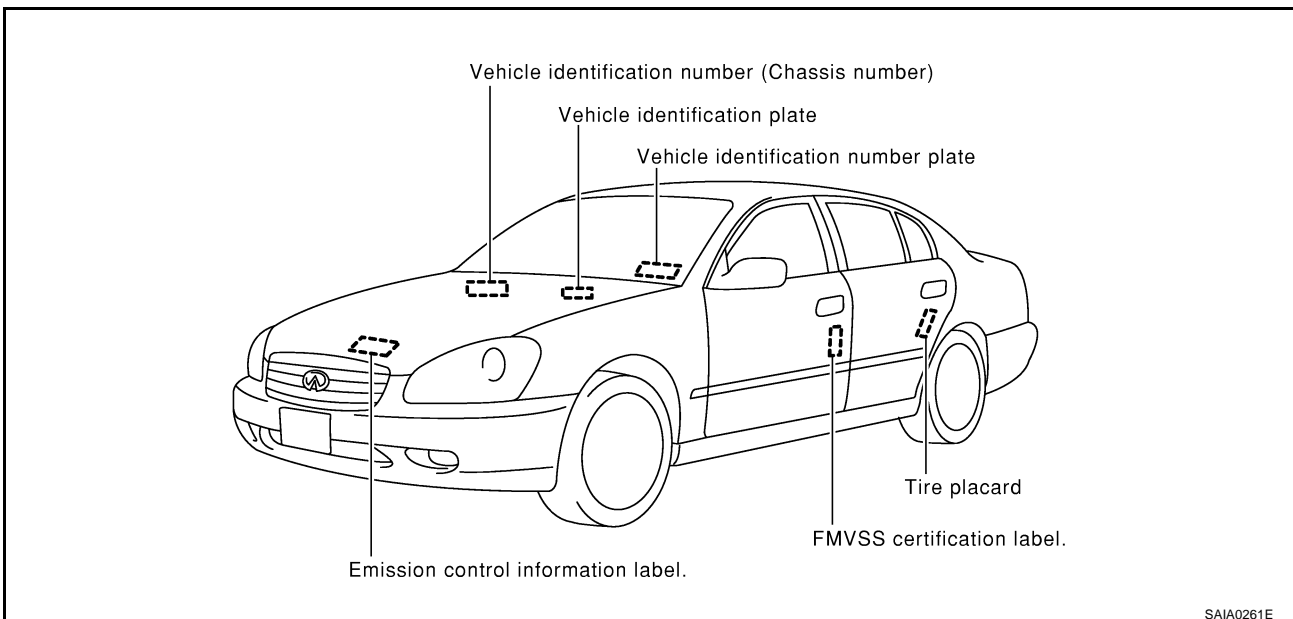 Vehicle identification number (Chassis number)
Vehicle identification plate
Vehicle identification number plate
Tire placard
FMVSS certification label.
Emission control information label.
SAIA0261E